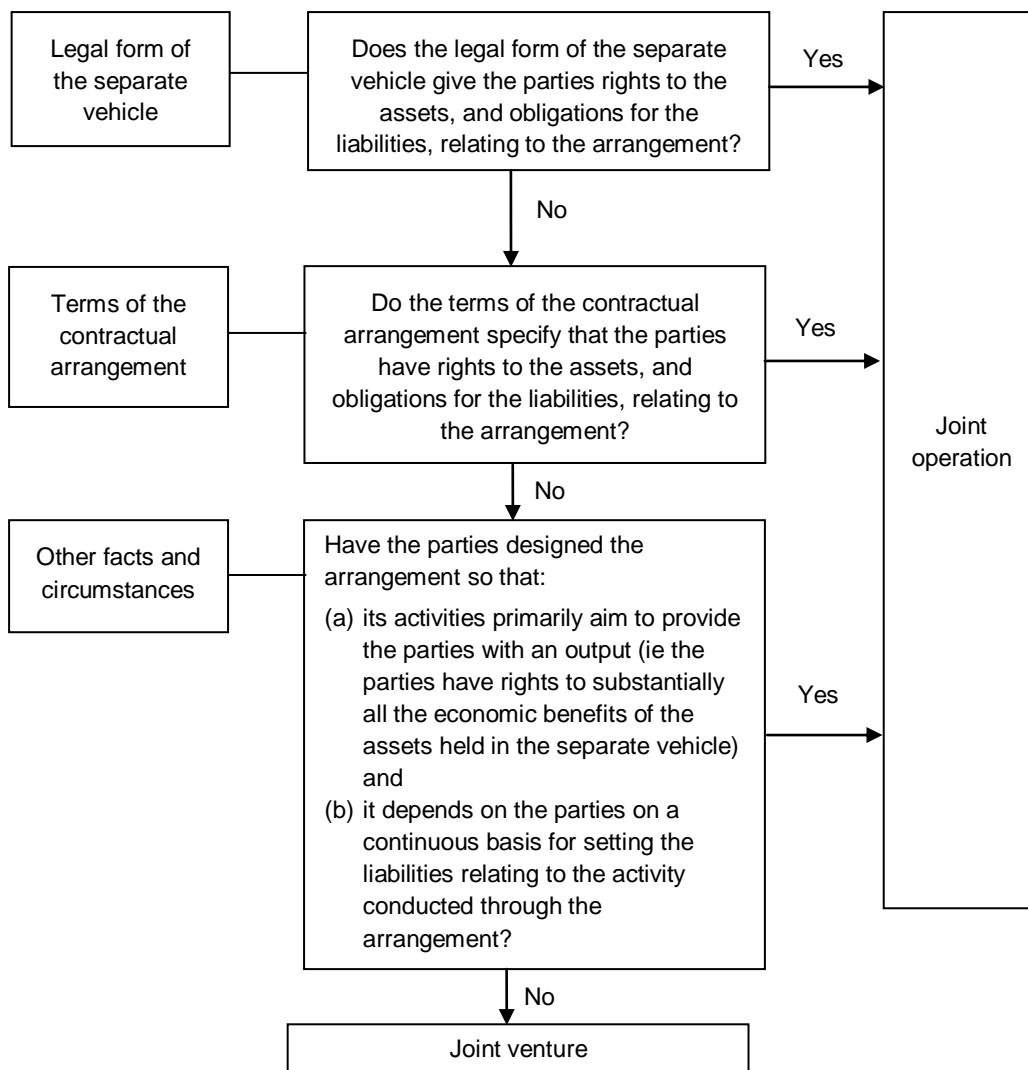 Legal form of
the separate
vehicle
Does the legal form of the separate
vehicle give the parties rights to the
assets, and obligations for the
liabilities, relating to the arrangement?
Yes
No
Terms of the
contractual
arrangement
Do the terms of the contractual
arrangement specify that the parties
have rights to the assets, and
obligations for the liabilities, relating to
the arrangement?
Yes
Joint
operation
No
Other facts and
circumstances
Have the parties designed the
arrangement so that:
(a) its activities primarily aim to provide
the parties with an output (ie the
parties have rights to substantially
all the economic benefits of the
assets held in the separate vehicle)
and
(b) it depends on the parties on a
continuous basis for setting the
liabilities relating to the activity
conducted through the
arrangement?
Yes
No
Joint venture